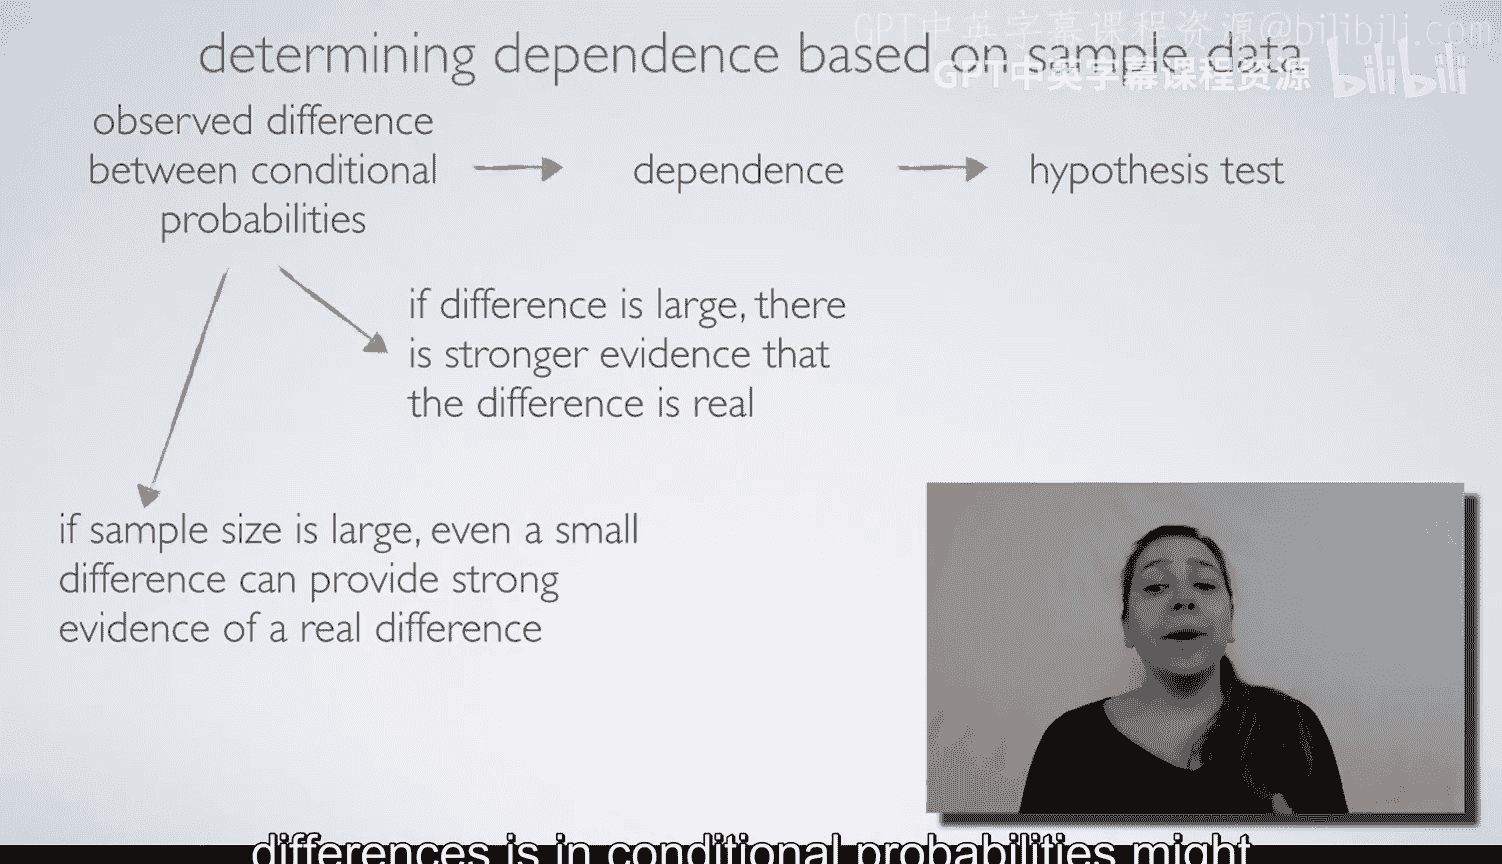 GPT中英字幕课程资源@bilibili.com
determining dependence based on sample data
GPT中英字幕课程资源 bilibili
observed difference
between conditional
probabilities
dependence
hypothesis test
if difference is large, there
is stronger evidence that
the difference is real
if sample size is large, even a small
difference can provide strong
evidence of a real difference
differences is in conditional probabilities might